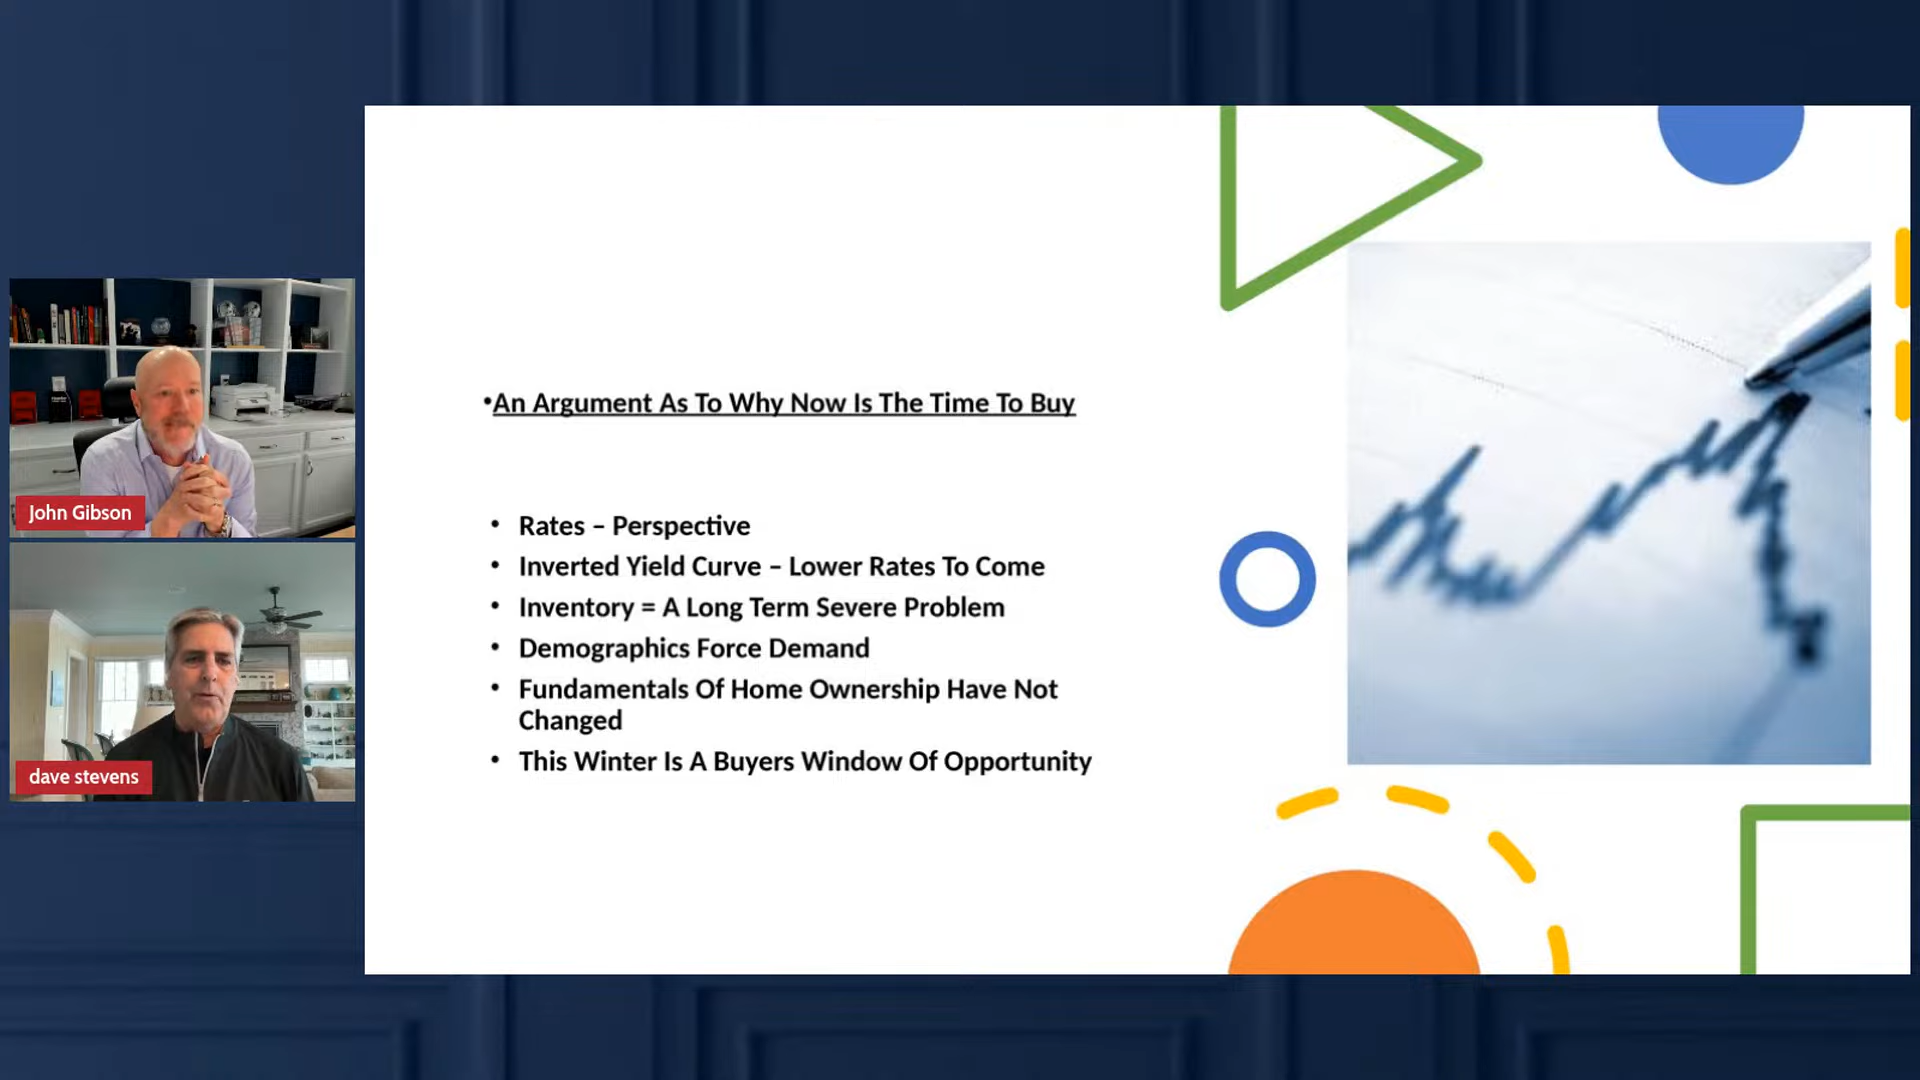 •An Argument As To Why Now Is The Time To Buy
• Rates – Perspective
• Inverted Yield Curve – Lower Rates To Come
• Inventory = A Long Term Severe Problem
• Demographics Force Demand
• Fundamentals Of Home Ownership Have Not
Changed
• This Winter Is A Buyers Window Of Opportunity
John Gibson
dave stevens